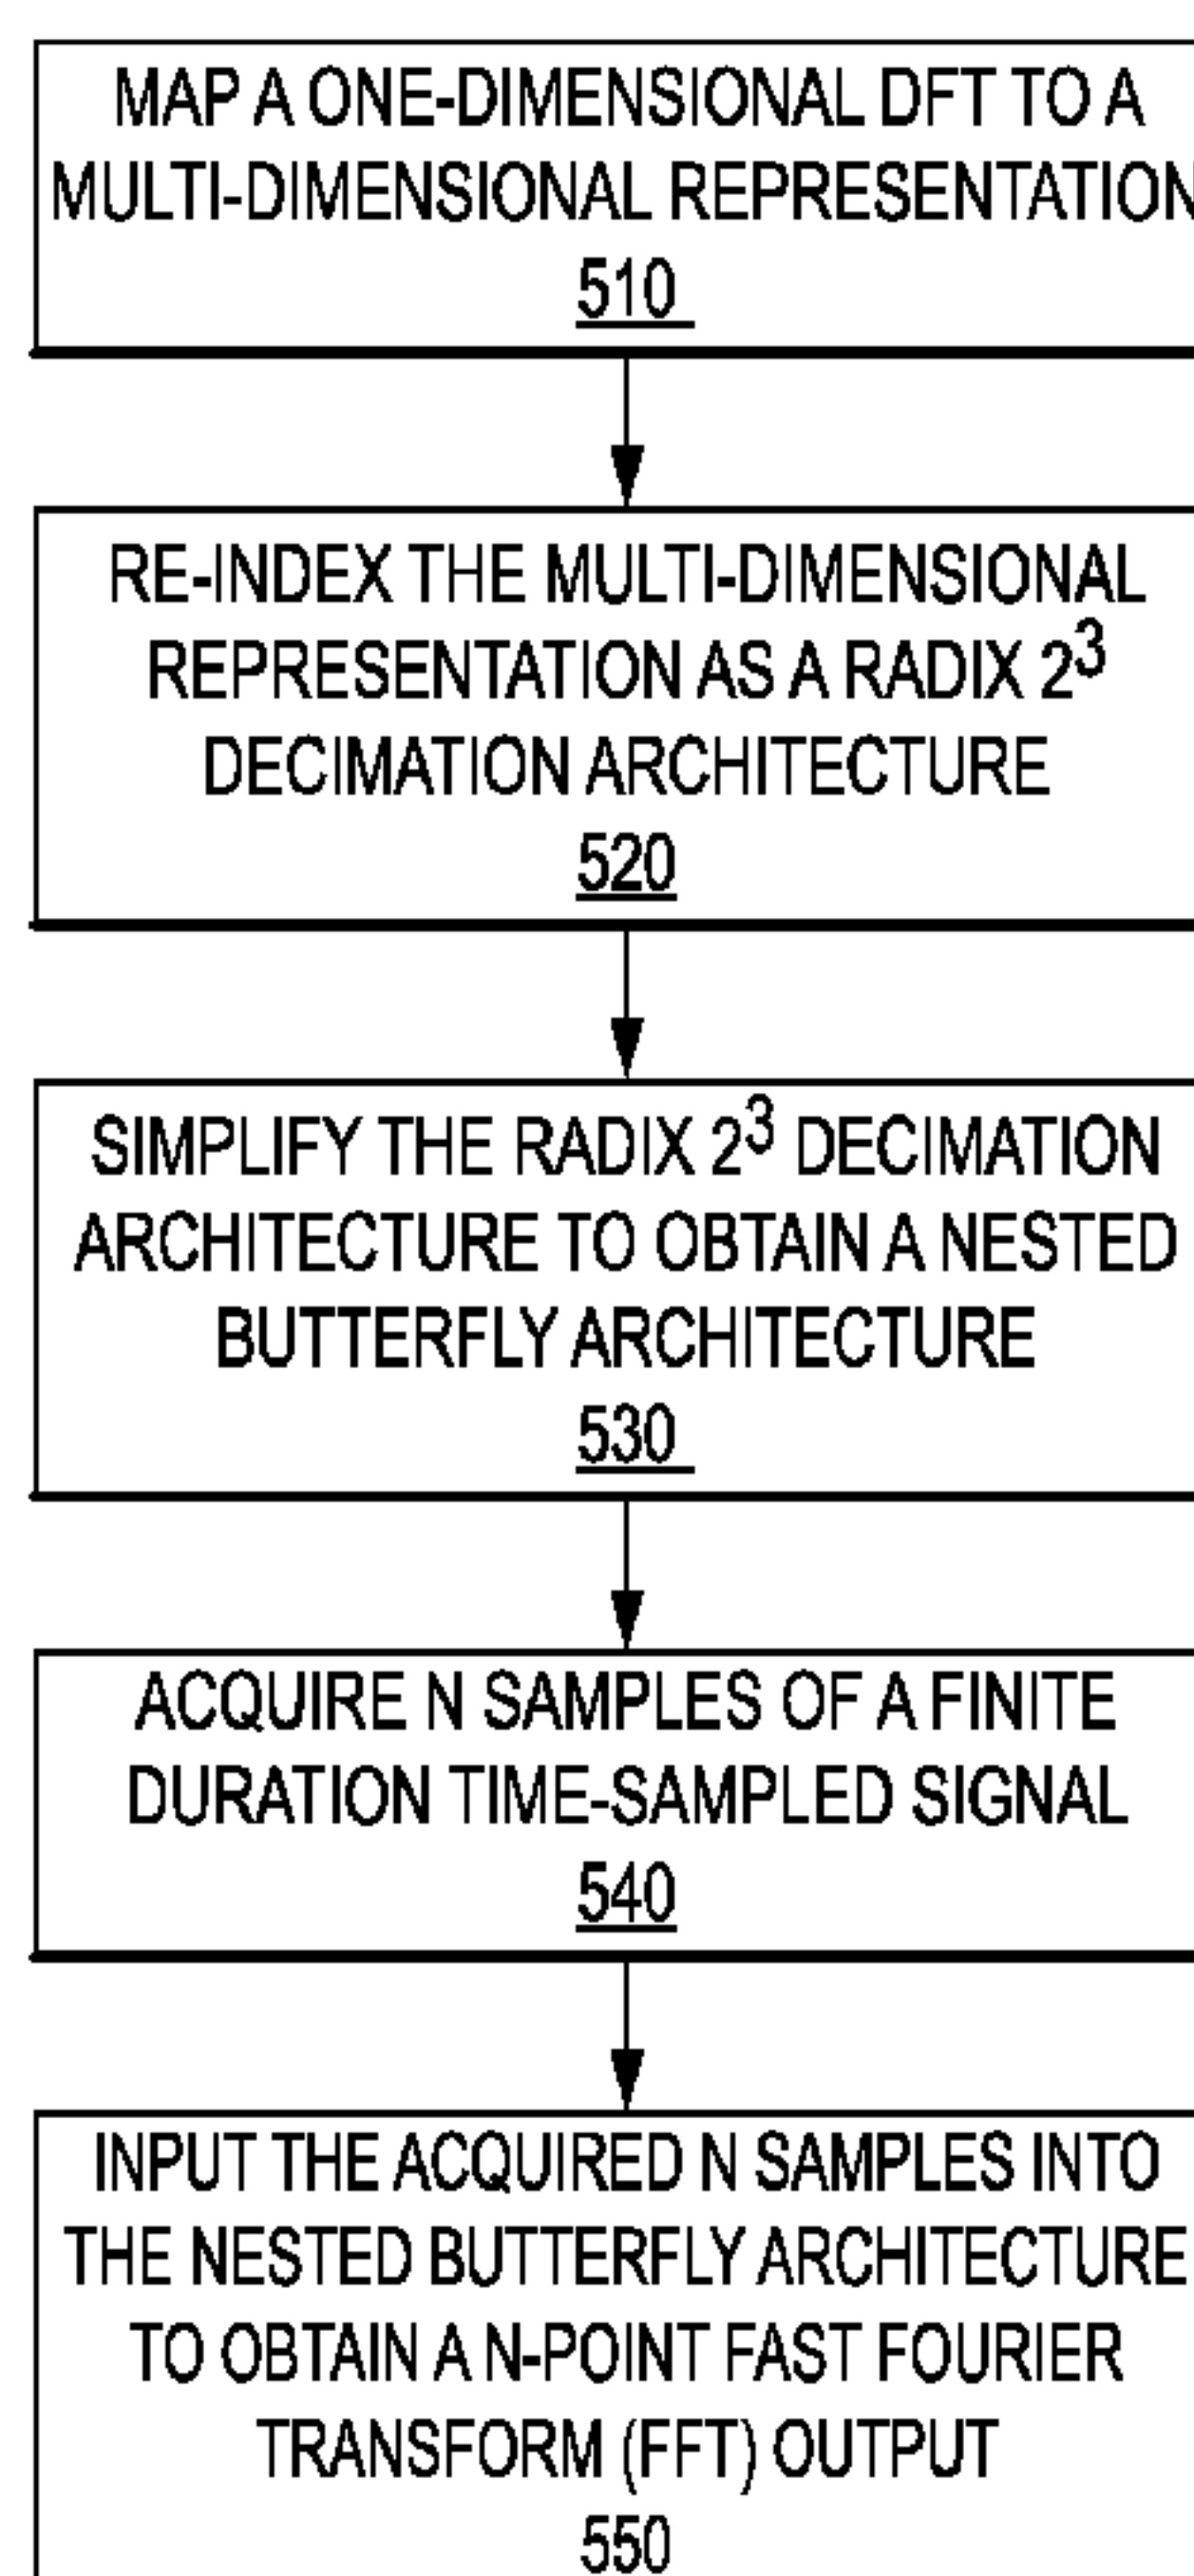 MAP A ONE-DIMENSIONAL DFT TO A
MULTI-DIMENSIONAL REPRESENTATION
510
RE-INDEX THE MULTI-DIMENSIONAL
REPRESENTATION AS A RADIX 2³
DECIMATION ARCHITECTURE
520
SIMPLIFY THE RADIX 2³ DECIMATION
ARCHITECTURE TO OBTAIN A NESTED
BUTTERFLY ARCHITECTURE
530
ACQUIRE N SAMPLES OF A FINITE
DURATION TIME-SAMPLED SIGNAL
540
INPUT THE ACQUIRED N SAMPLES INTO
THE NESTED BUTTERFLY ARCHITECTURE
TO OBTAIN A N-POINT FAST FOURIER
TRANSFORM (FFT) OUTPUT
550